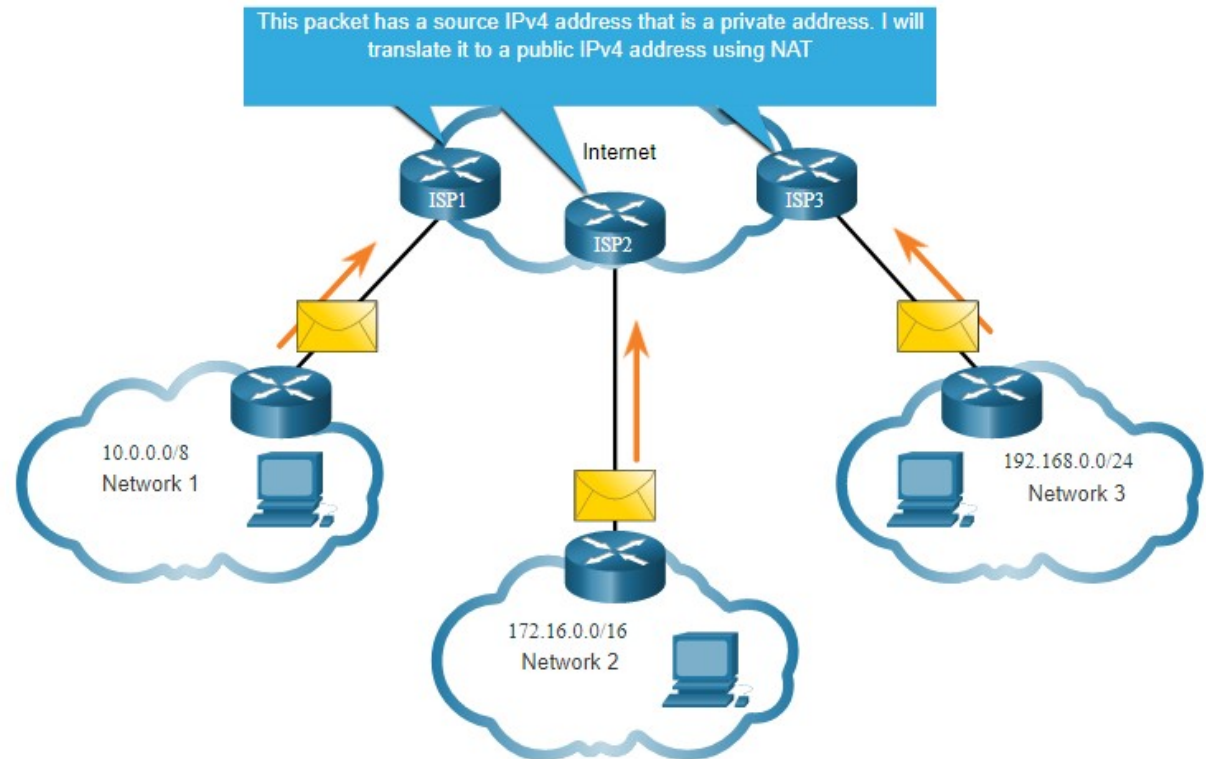 This packet has a source IPv4 address that is a private address. I will
translate it to a public IPv4 address using NAT
Internet
ISP1
ISP2
ISP3
10.0.0.0/8
Network 1
192.168.0.0/24
Network 3
172.16.0.0/16
Network 2